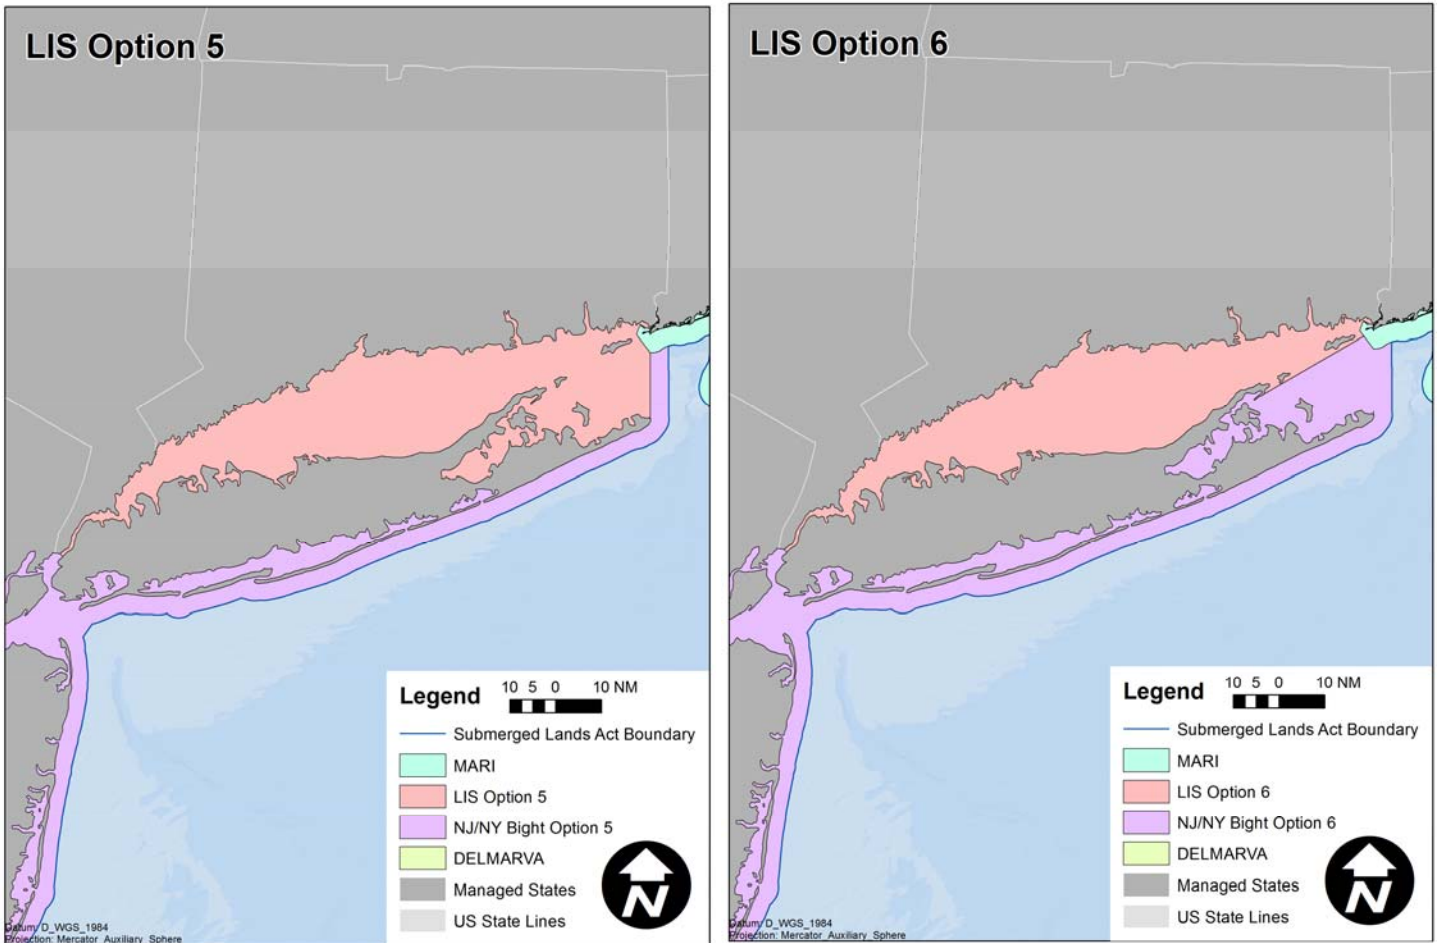 LIS Option 5
Legend
10 5 0 10 NM
Submerged Lands Act Boundary
MARI
LIS Option 5
NJ/NY Bight Option 5
DELMARVA
Managed States
US State Lines
N
Datum: D_WGS_1984
Projection: Mercator_Auxiliary_Sphere
LIS Option 6
Legend
10 5 0 10 NM
Submerged Lands Act Boundary
MARI
LIS Option 6
NJ/NY Bight Option 6
DELMARVA
Managed States
US State Lines
N
Datum: D_WGS_1984
Projection: Mercator_Auxiliary_Sphere